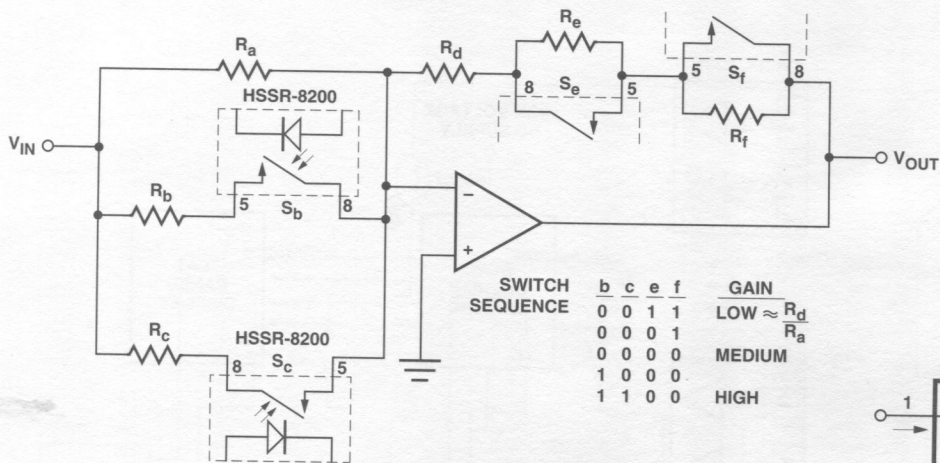 Ra
Rd
Re
8
Se
5
5
Sf
8
Rf
HSSR-8200
VIN
Rb
5
Sb
8
−
+
VOUT
Rc
HSSR-8200
8
Sc
5
SWITCH SEQUENCE b c e f GAIN
0 0 1 1 LOW ≈ Rd/Ra
0 0 0 1
0 0 0 0 MEDIUM
1 0 0 0
1 1 0 0 HIGH
1